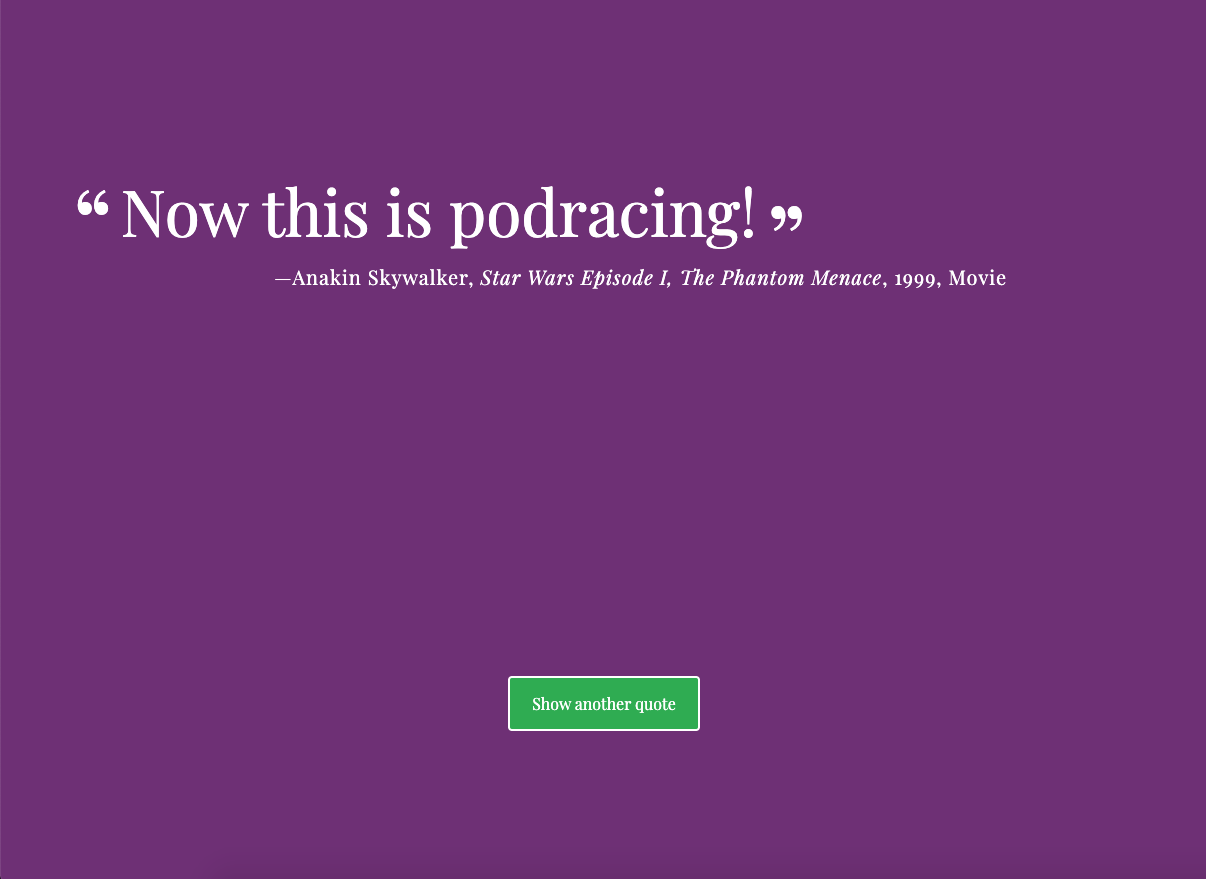 “ Now this is podracing! ”
—Anakin Skywalker, Star Wars Episode I, The Phantom Menace, 1999, Movie
Show another quote